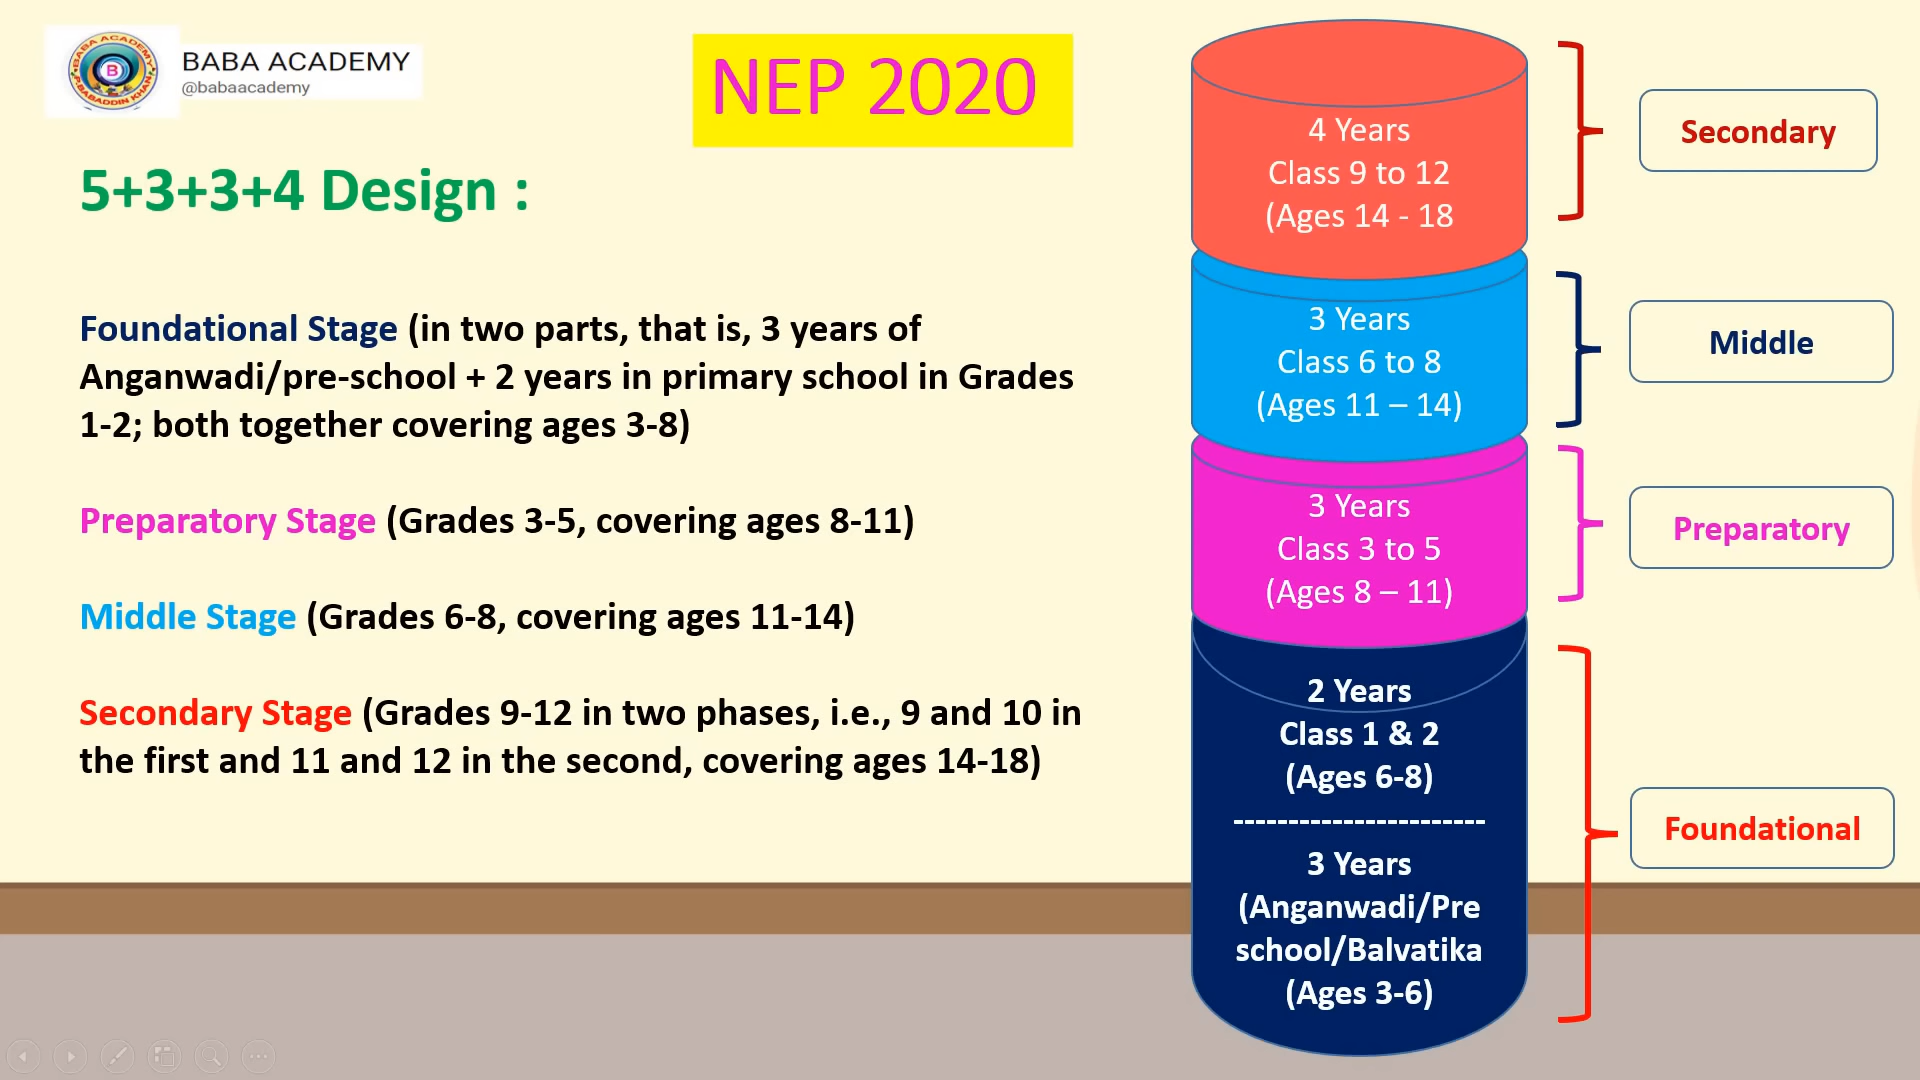 BABA ACADEMY
@babaacademy
NEP 2020
5+3+3+4 Design :
Foundational Stage (in two parts, that is, 3 years of
Anganwadi/pre-school + 2 years in primary school in Grades
1-2; both together covering ages 3-8)
Preparatory Stage (Grades 3-5, covering ages 8-11)
Middle Stage (Grades 6-8, covering ages 11-14)
Secondary Stage (Grades 9-12 in two phases, i.e., 9 and 10 in
the first and 11 and 12 in the second, covering ages 14-18)
4 Years
Class 9 to 12
(Ages 14 - 18
Secondary
3 Years
Class 6 to 8
(Ages 11 – 14)
Middle
3 Years
Class 3 to 5
(Ages 8 – 11)
Preparatory
2 Years
Class 1 & 2
(Ages 6-8)
-----------------------
3 Years
(Anganwadi/Pre
school/Balvatika
(Ages 3-6)
Foundational